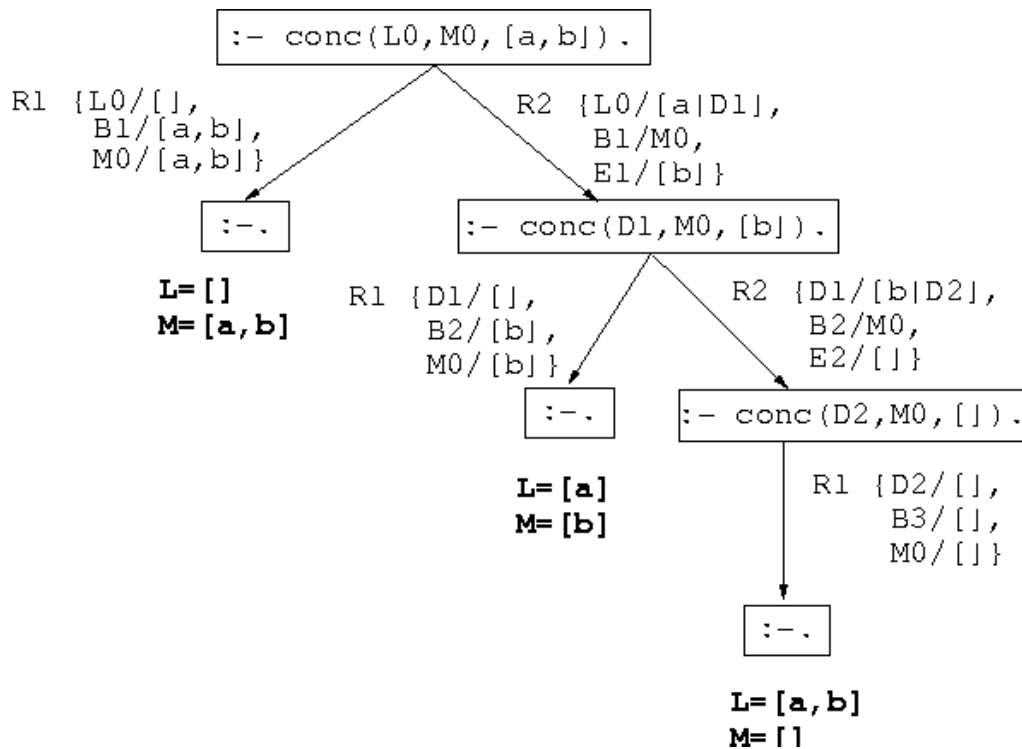 :- conc(L0,M0,[a,b]).
R1 {L0/[],
B1/[a,b],
M0/[a,b]}
R2 {L0/[a|D1],
B1/M0,
E1/[b]}
:-.
:- conc(D1,M0,[b]).
L=[]
M=[a,b]
R1 {D1/[],
B2/[b],
M0/[b]}
R2 {D1/[b|D2],
B2/M0,
E2/[]}
:-.
:- conc(D2,M0,[]).
L=[a]
M=[b]
R1 {D2/[],
B3/[],
M0/[]}
:-.
L=[a,b]
M=[]